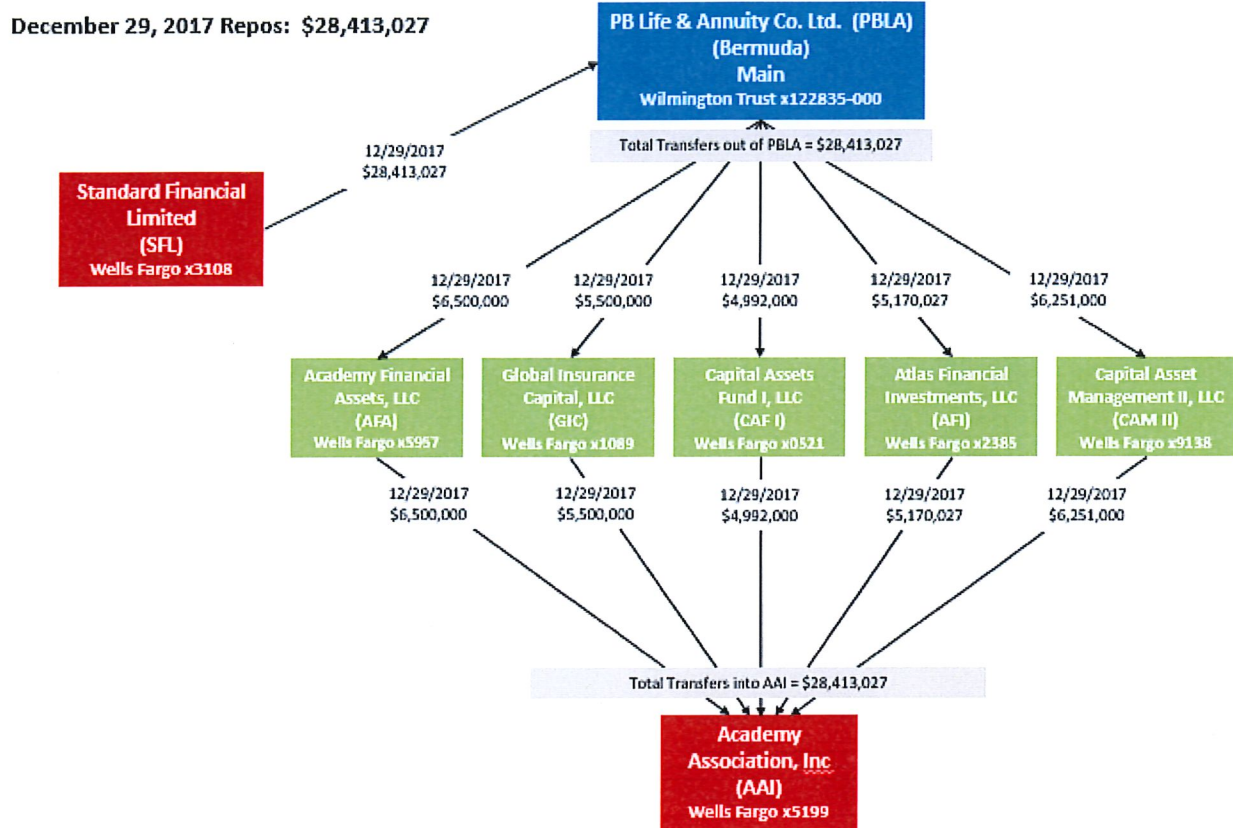 December 29, 2017 Repos: $28,413,027
PB Life & Annuity Co. Ltd. (PBLA)
(Bermuda)
Main
Wilmington Trust x122835-000
Total Transfers out of PBLA = $28,413,027
12/29/2017
$28,413,027
Standard Financial
Limited
(SFL)
Wells Fargo x3108
12/29/2017
$6,500,000
12/29/2017
$5,500,000
12/29/2017
$4,992,000
12/29/2017
$5,170,027
12/29/2017
$6,251,000
Academy Financial
Assets, LLC
(AFA)
Wells Fargo x5957
Global Insurance
Capital, LLC
(GIC)
Wells Fargo x1089
Capital Assets
Fund I, LLC
(CAF I)
Wells Fargo x0521
Atlas Financial
Investments, LLC
(AFI)
Wells Fargo x2385
Capital Asset
Management II, LLC
(CAM II)
Wells Fargo x9138
12/29/2017
$6,500,000
12/29/2017
$5,500,000
12/29/2017
$4,992,000
12/29/2017
$5,170,027
12/29/2017
$6,251,000
Total Transfers into AAI = $28,413,027
Academy
Association, Inc
(AAI)
Wells Fargo x5199